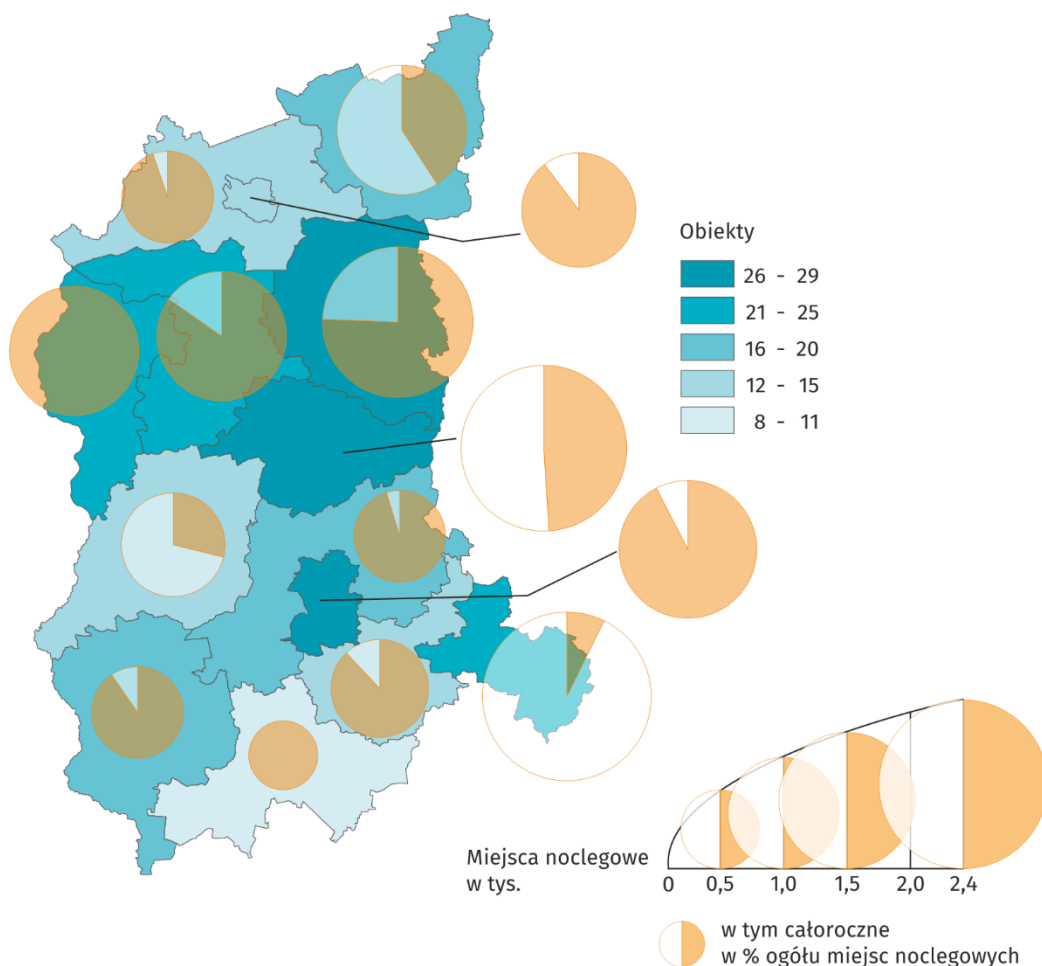 Obiekty
26 - 29
21 - 25
16 - 20
12 - 15
8 - 11
Miejsca noclegowe
w tys.
0 0,5 1,0 1,5 2,0 2,4
w tym całoroczne
w % ogółu miejsc noclegowych